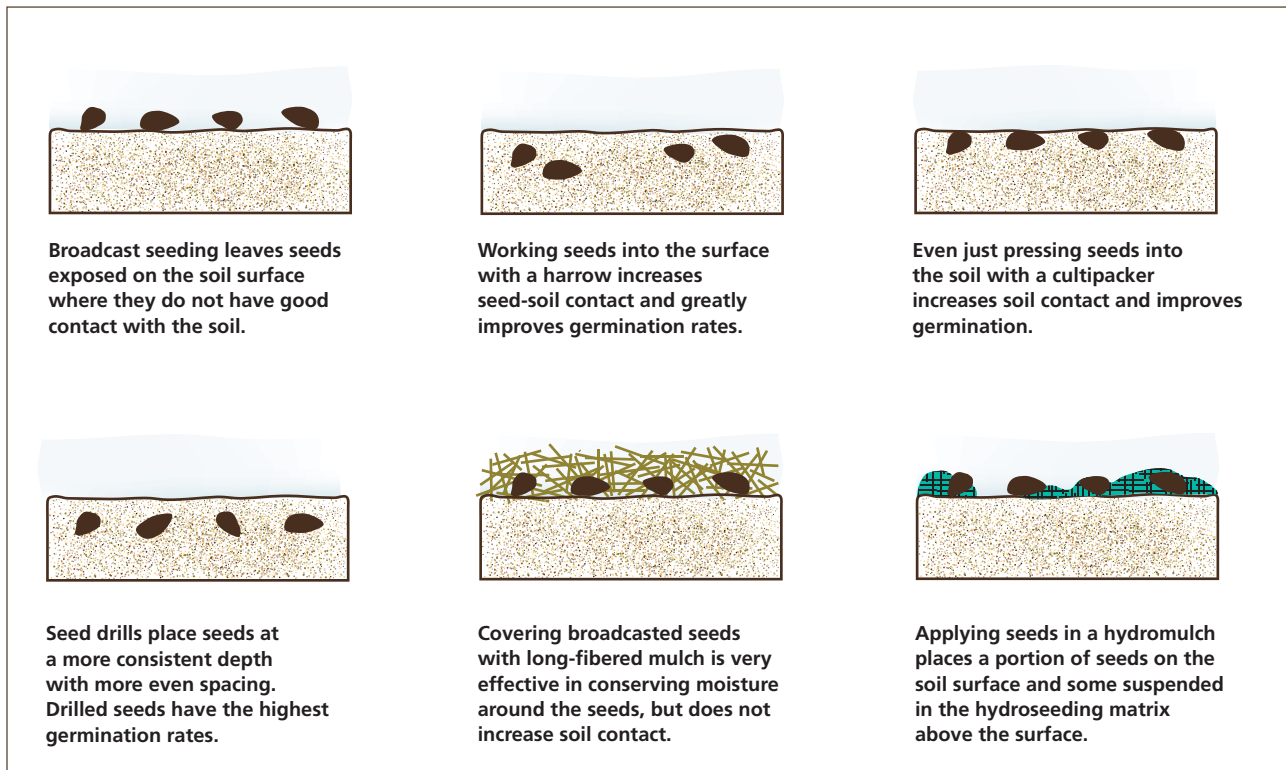 Broadcast seeding leaves seeds
exposed on the soil surface
where they do not have good
contact with the soil.
Working seeds into the surface
with a harrow increases
seed-soil contact and greatly
improves germination rates.
Even just pressing seeds into
the soil with a cultipacker
increases soil contact and improves
germination.
Seed drills place seeds at
a more consistent depth
with more even spacing.
Drilled seeds have the highest
germination rates.
Covering broadcasted seeds
with long-fibered mulch is very
effective in conserving moisture
around the seeds, but does not
increase soil contact.
Applying seeds in a hydromulch
places a portion of seeds on the
soil surface and some suspended
in the hydroseeding matrix
above the surface.